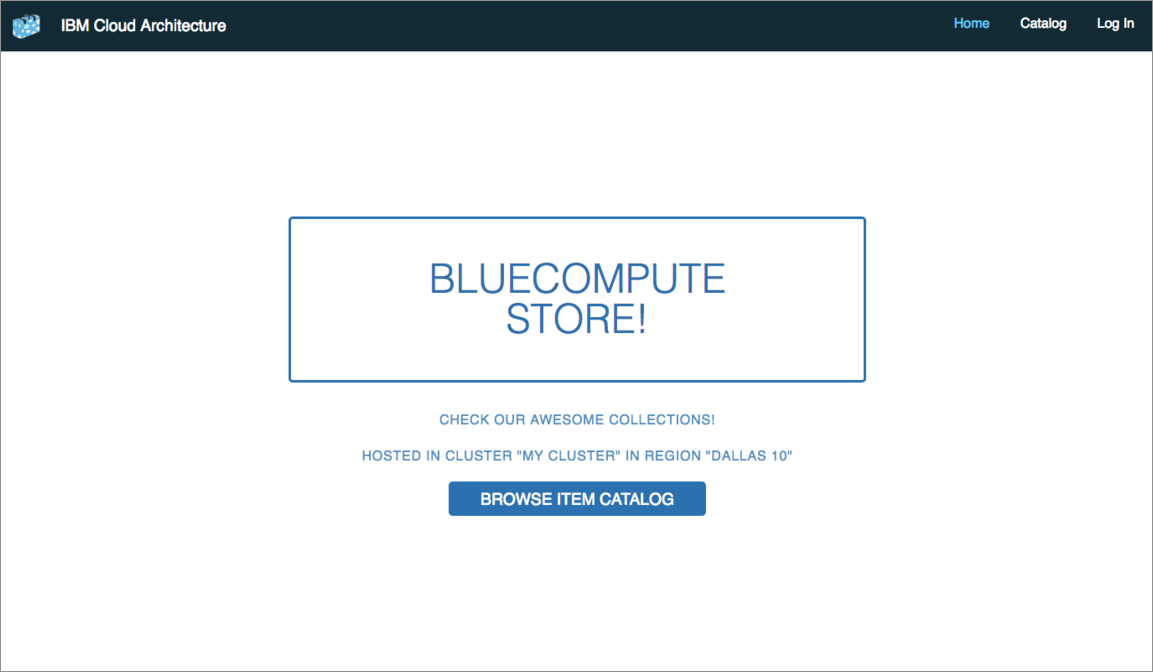 IBM Cloud Architecture
Home
Catalog
Log In
BLUECOMPUTE
STORE!
CHECK OUR AWESOME COLLECTIONS!
HOSTED IN CLUSTER "MY CLUSTER" IN REGION "DALLAS 10"
BROWSE ITEM CATALOG